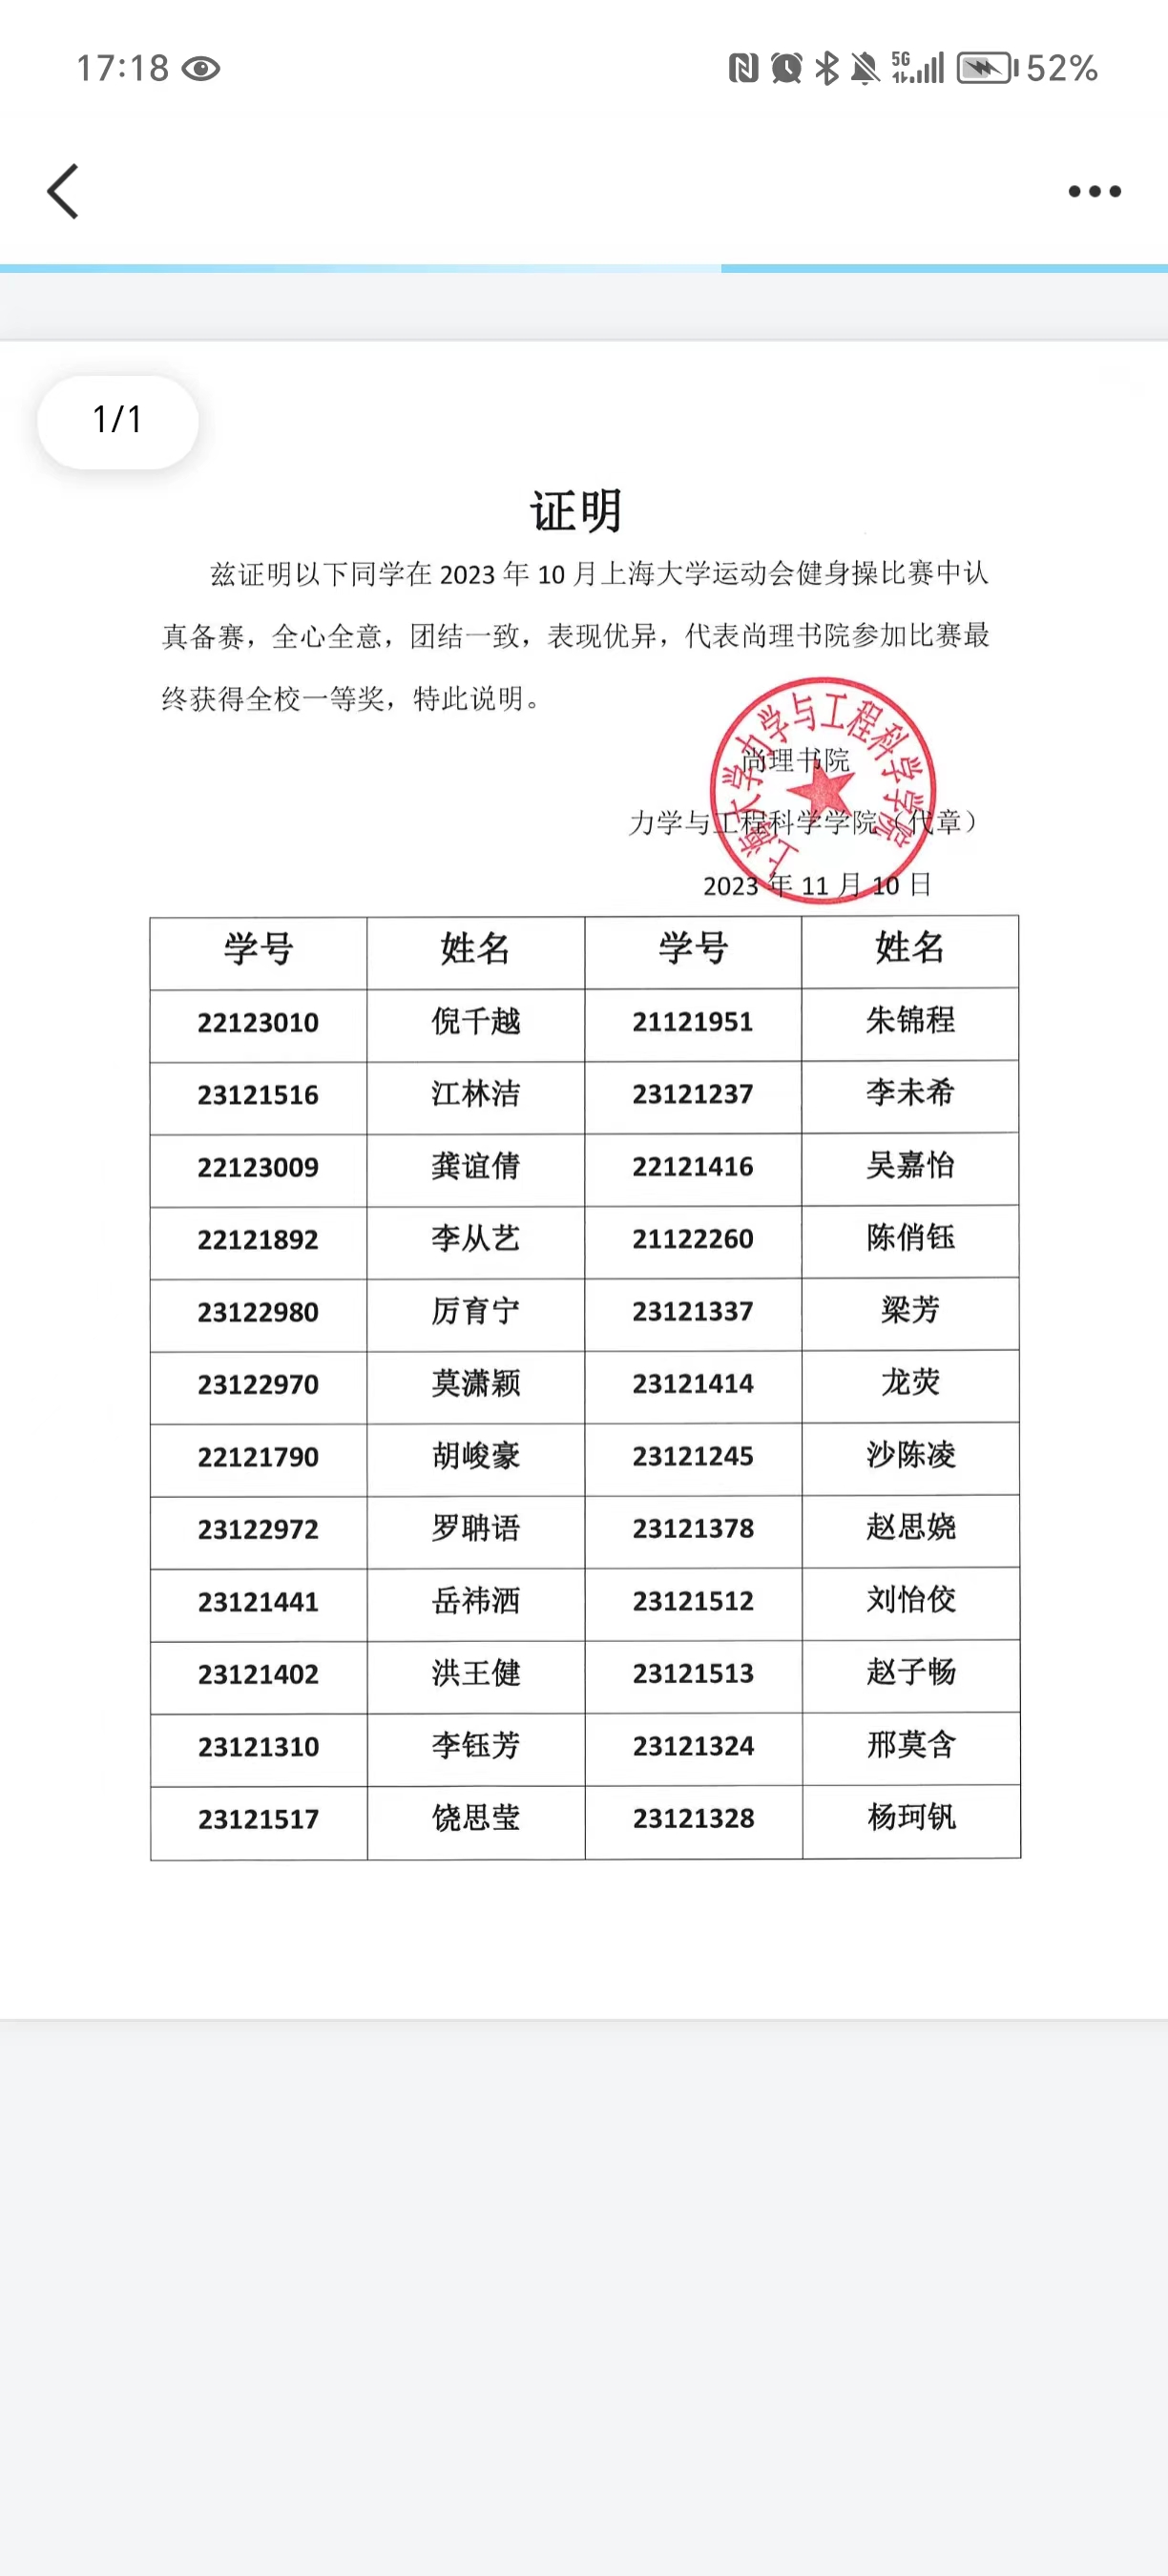 17:18
5G
52%
1/1
证明
兹证明以下同学在 2023 年 10 月上海大学运动会健身操比赛中认
真备赛，全心全意，团结一致，表现优异，代表尚理书院参加比赛最
终获得全校一等奖，特此说明。
上海大学力学与工程科学学院
尚理书院
力学与工程科学学院（代章）
2023 年 11 月 10 日
学号 姓名 学号 姓名
22123010 倪千越 21121951 朱锦程
23121516 江林洁 23121237 李未希
22123009 龚谊倩 22121416 吴嘉怡
22121892 李从艺 21122260 陈俏钰
23122980 厉育宁 23121337 梁芳
23122970 莫潇颖 23121414 龙荧
22121790 胡峻豪 23121245 沙陈凌
23122972 罗聃语 23121378 赵思娆
23121441 岳祎洒 23121512 刘怡佼
23121402 洪王健 23121513 赵子畅
23121310 李钰芳 23121324 邢莫含
23121517 饶思莹 23121328 杨珂钒